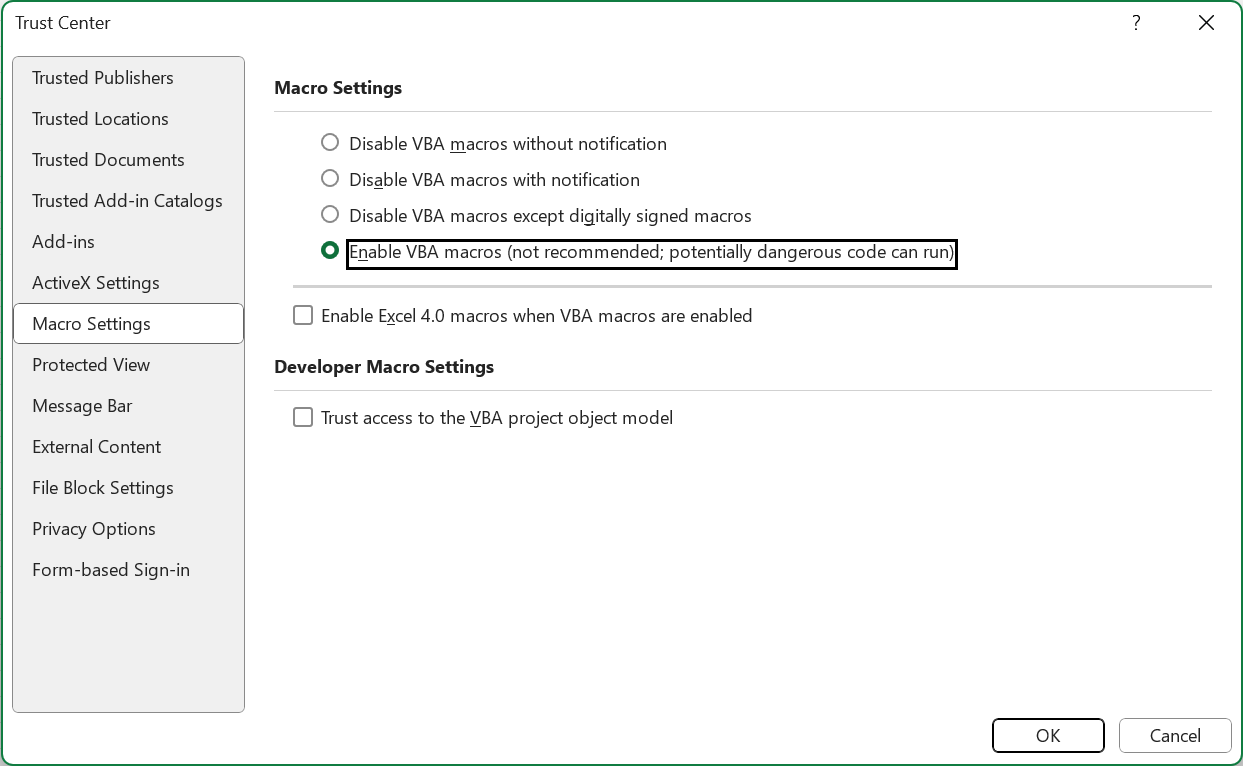 Trust Center
?
Trusted Publishers
Trusted Locations
Trusted Documents
Trusted Add-in Catalogs
Add-ins
ActiveX Settings
Macro Settings
Protected View
Message Bar
External Content
File Block Settings
Privacy Options
Form-based Sign-in
Macro Settings
Disable VBA macros without notification
Disable VBA macros with notification
Disable VBA macros except digitally signed macros
Enable VBA macros (not recommended; potentially dangerous code can run)
Enable Excel 4.0 macros when VBA macros are enabled
Developer Macro Settings
Trust access to the VBA project object model
OK
Cancel